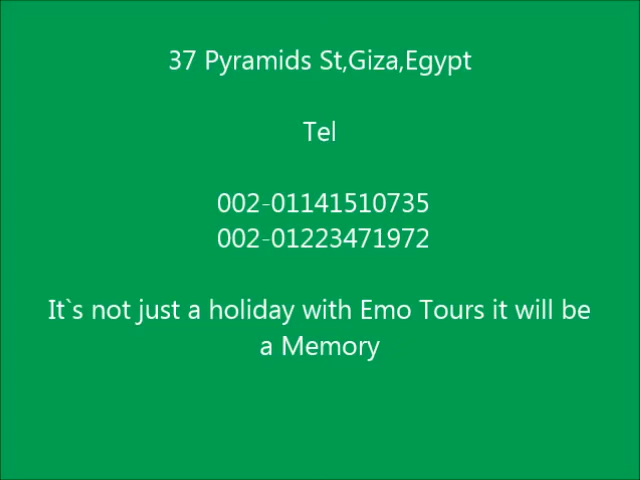 37 Pyramids St,Giza,Egypt
Tel
002-01141510735
002-01223471972
It`s not just a holiday with Emo Tours it will be
a Memory